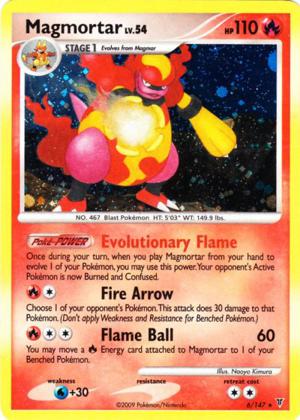 Magmortar LV.54 HP 110
STAGE 1 Evolves from Magmar
NO. 467 Blast Pokémon HT: 5'03" WT: 149.9 lbs.
Poké-POWER Evolutionary Flame
Once during your turn, when you play Magmortar from your hand to
evolve 1 of your Pokémon, you may use this power. Your opponent's Active
Pokémon is now Burned and Confused.
Fire Arrow
Choose 1 of your opponent's Pokémon. This attack does 30 damage to that
Pokémon. (Don't apply Weakness and Resistance for Benched Pokémon.)
Flame Ball 60
You may move a Energy card attached to Magmortar to 1 of your
Benched Pokémon.
weakness resistance retreat cost
+30
Illus. Naoyo Kimura
©2009 Pokémon/Nintendo 6/147